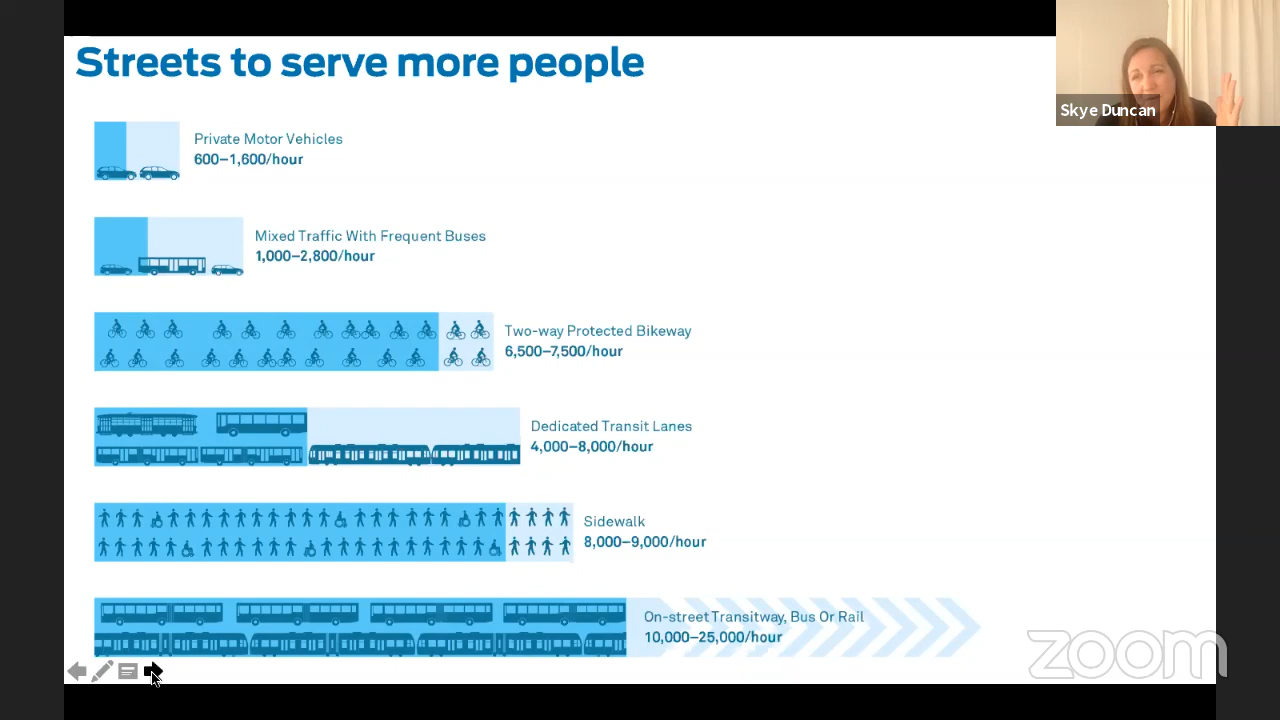 Streets to serve more people
Skye Duncan
Private Motor Vehicles
600–1,600/hour
Mixed Traffic With Frequent Buses
1,000–2,800/hour
Two-way Protected Bikeway
6,500–7,500/hour
Dedicated Transit Lanes
4,000–8,000/hour
Sidewalk
8,000–9,000/hour
On-street Transitway, Bus Or Rail
10,000–25,000/hour
zoom